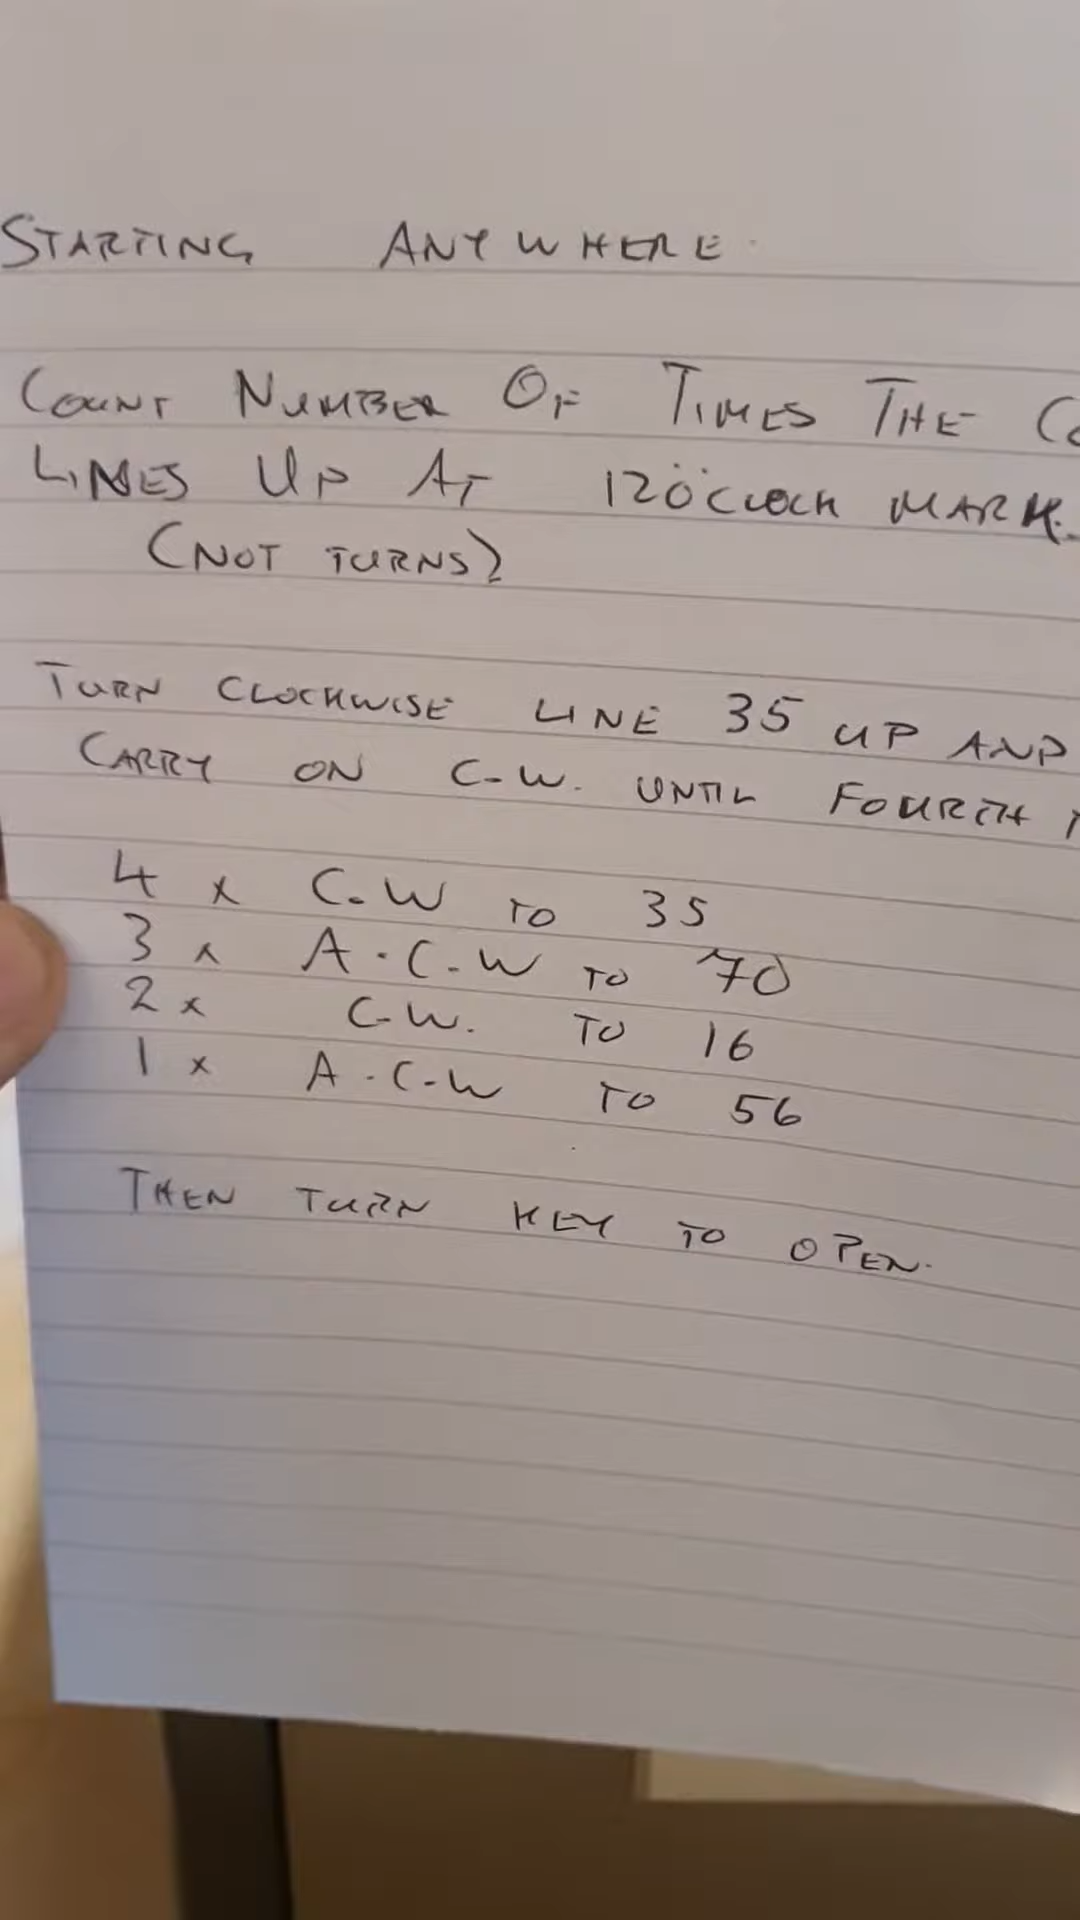 STARTING ANYWHERE.
COUNT NUMBER OF TIMES THE
LINES UP AT 12 O'CLOCK MARK.
(NOT TURNS)
TURN CLOCKWISE LINE 35 UP AND
CARRY ON C-W. UNTIL FOURTH
4 x C.W TO 35
3 x A.C.W TO 70
2 x C.W. TO 16
1 x A.C.W TO 56
THEN TURN KEY TO OPEN.